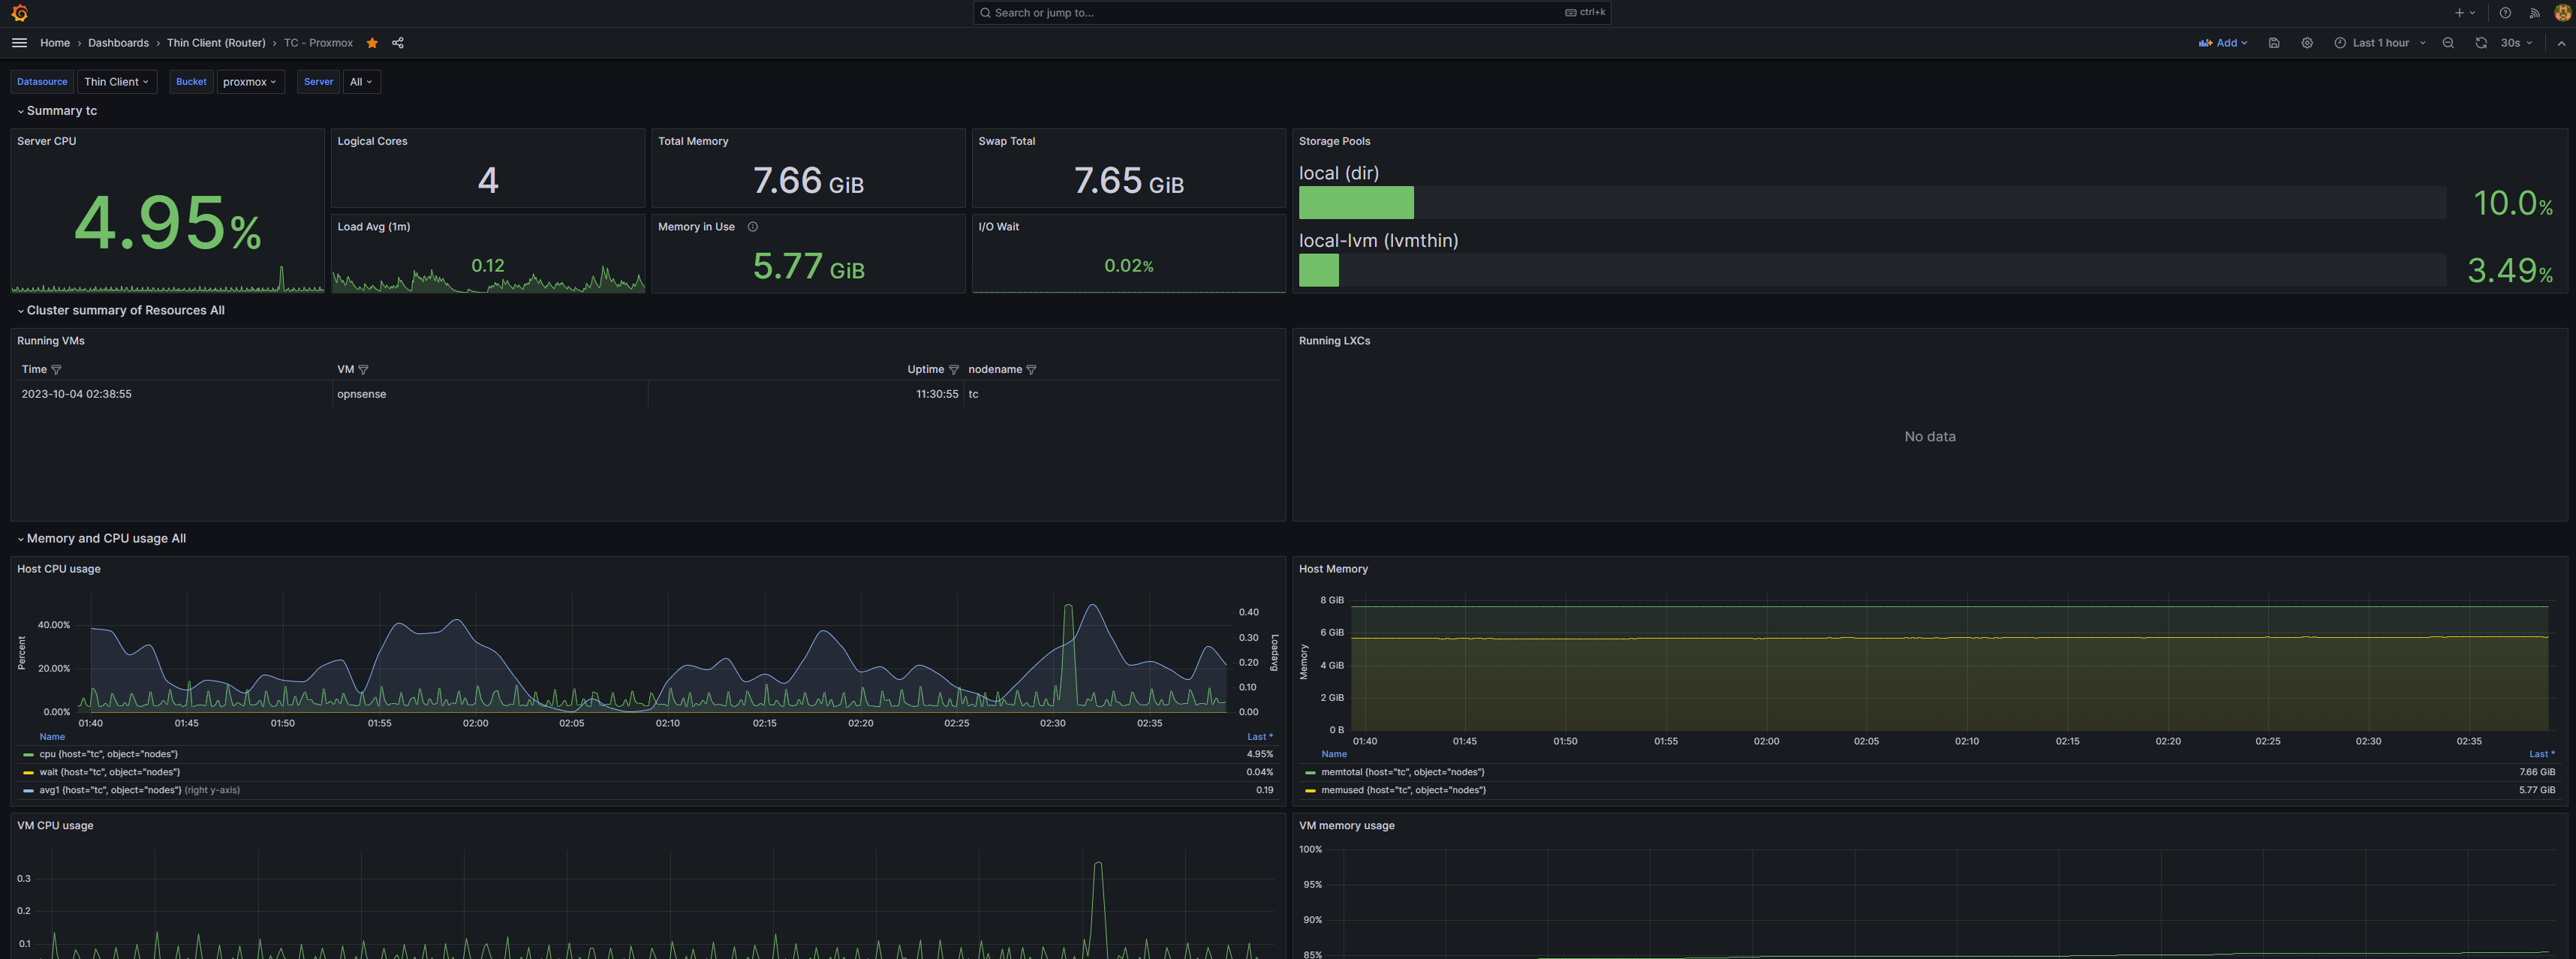 Search or jump to... ctrl+k
Home › Dashboards › Thin Client (Router) › TC - Proxmox Add Last 1 hour 30s
Datasource Thin Client Bucket proxmox Server All
Summary tc
Server CPU
4.95%
Logical Cores
4
Total Memory
7.66 GiB
Swap Total
7.65 GiB
Load Avg (1m)
0.12
Memory in Use
5.77 GiB
I/O Wait
0.02%
Storage Pools
local (dir)
10.0%
local-lvm (lvmthin)
3.49%
Cluster summary of Resources All
Running VMs
Time VM Uptime nodename
2023-10-04 02:38:55 opnsense 11:30:55 tc
Running LXCs
No data
Memory and CPU usage All
Host CPU usage
Percent
40.00%
20.00%
0.00%
0.40
0.30
0.20
0.10
0.00
Loadavg
01:40 01:45 01:50 01:55 02:00 02:05 02:10 02:15 02:20 02:25 02:30 02:35
Name Last *
cpu {host="tc", object="nodes"} 4.95%
wait {host="tc", object="nodes"} 0.04%
avg1 {host="tc", object="nodes"} (right y-axis) 0.19
Host Memory
Memory
8 GiB
6 GiB
4 GiB
2 GiB
0 B
01:40 01:45 01:50 01:55 02:00 02:05 02:10 02:15 02:20 02:25 02:30 02:35
Name Last *
memtotal {host="tc", object="nodes"} 7.66 GiB
memused {host="tc", object="nodes"} 5.77 GiB
VM CPU usage
0.3
0.2
0.1
VM memory usage
100%
95%
90%
85%